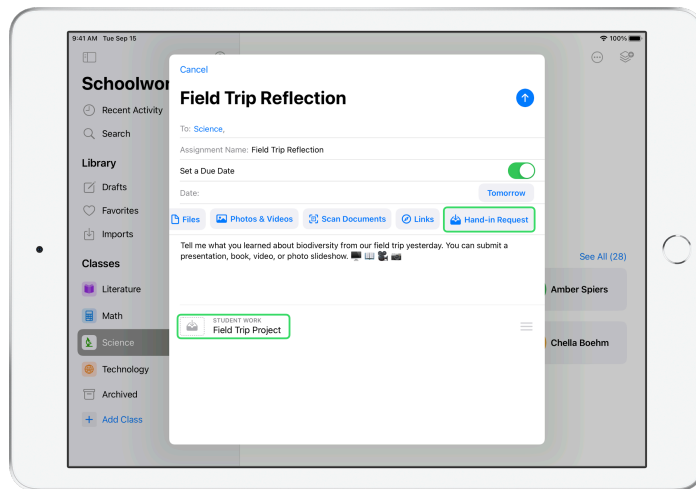 9:41 AM Tue Sep 15
100%
Schoolwor
Recent Activity
Search
Library
Drafts
Favorites
Imports
Classes
Literature
Math
Science
Technology
Archived
Add Class
Cancel
Field Trip Reflection
To: Science,
Assignment Name: Field Trip Reflection
Set a Due Date
Date: Tomorrow
Files Photos & Videos Scan Documents Links Hand-in Request
Tell me what you learned about biodiversity from our field trip yesterday. You can submit a
presentation, book, video, or photo slideshow. 🖥️ 📖 🎥 📸
STUDENT WORK
Field Trip Project
See All (28)
Amber Spiers
Chella Boehm